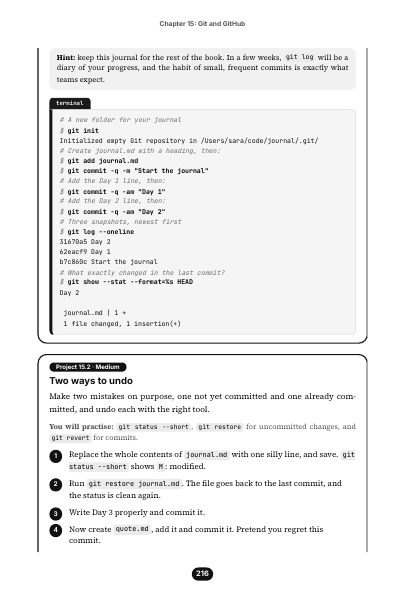 Chapter 15: Git and GitHub
Hint: keep this journal for the rest of the book. In a few weeks, git log will be a
diary of your progress, and the habit of small, frequent commits is exactly what
teams expect.
terminal
# A new folder for your journal
$ git init
Initialized empty Git repository in /Users/sara/code/journal/.git/
# Create journal.md with a heading, then:
$ git add journal.md
$ git commit -q -m "Start the journal"
# Add the Day 1 line, then:
$ git commit -q -am "Day 1"
# Add the Day 2 line, then:
$ git commit -q -am "Day 2"
# Three snapshots, newest first
$ git log --oneline
31670a5 Day 2
62eacf9 Day 1
b7c860c Start the journal
# What exactly changed in the last commit?
$ git show --stat --format=%s HEAD
Day 2
journal.md | 1 +
1 file changed, 1 insertion(+)
Project 15.2 · Medium
Two ways to undo
Make two mistakes on purpose, one not yet committed and one already com-
mitted, and undo each with the right tool.
You will practise: git status --short, git restore for uncommitted changes, and
git revert for commits.
1 Replace the whole contents of journal.md with one silly line, and save. git
status --short shows M: modified.
2 Run git restore journal.md. The file goes back to the last commit, and
the status is clean again.
3 Write Day 3 properly and commit it.
4 Now create quote.md, add it and commit it. Pretend you regret this
commit.
216